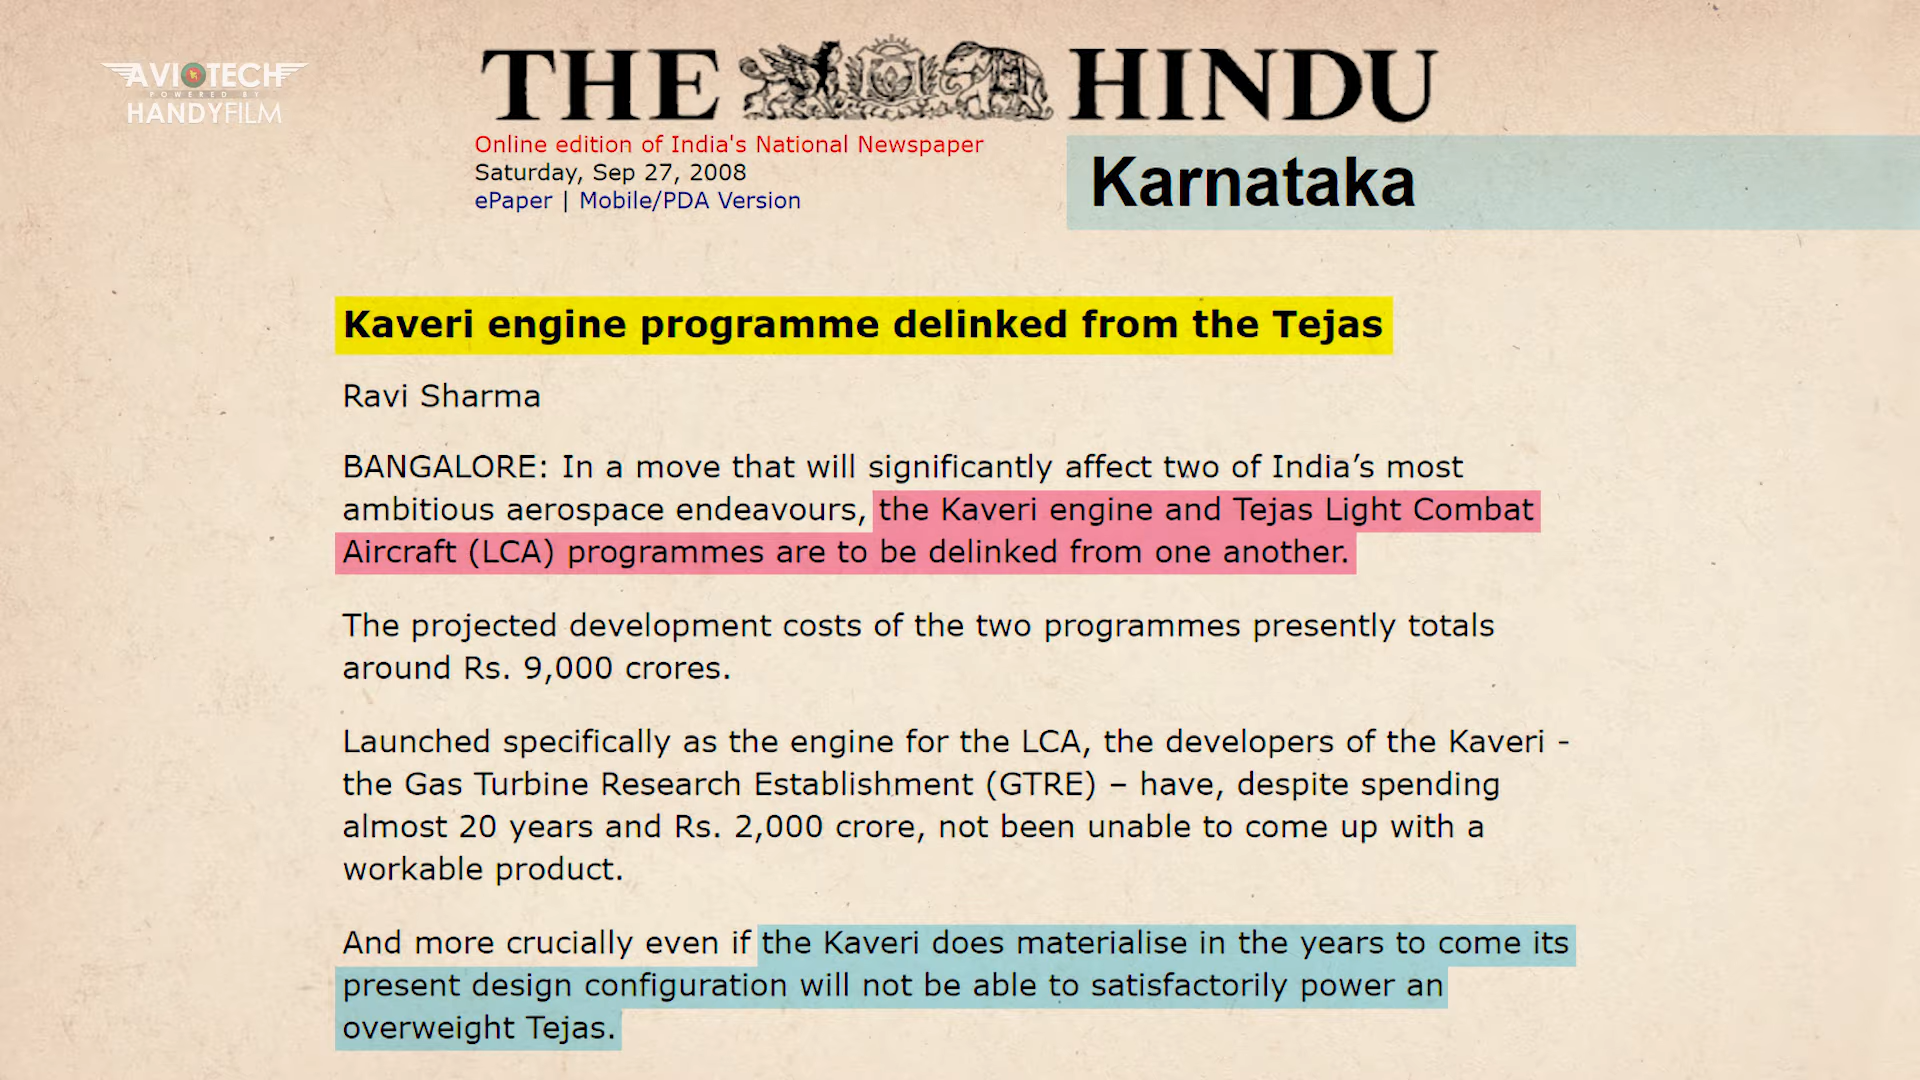 AVIOTECH
POWERED BY
HANDYFILM
THE HINDU
Online edition of India's National Newspaper
Saturday, Sep 27, 2008
ePaper | Mobile/PDA Version
Karnataka
Kaveri engine programme delinked from the Tejas
Ravi Sharma
BANGALORE: In a move that will significantly affect two of India’s most
ambitious aerospace endeavours, the Kaveri engine and Tejas Light Combat
Aircraft (LCA) programmes are to be delinked from one another.
The projected development costs of the two programmes presently totals
around Rs. 9,000 crores.
Launched specifically as the engine for the LCA, the developers of the Kaveri -
the Gas Turbine Research Establishment (GTRE) – have, despite spending
almost 20 years and Rs. 2,000 crore, not been unable to come up with a
workable product.
And more crucially even if the Kaveri does materialise in the years to come its
present design configuration will not be able to satisfactorily power an
overweight Tejas.